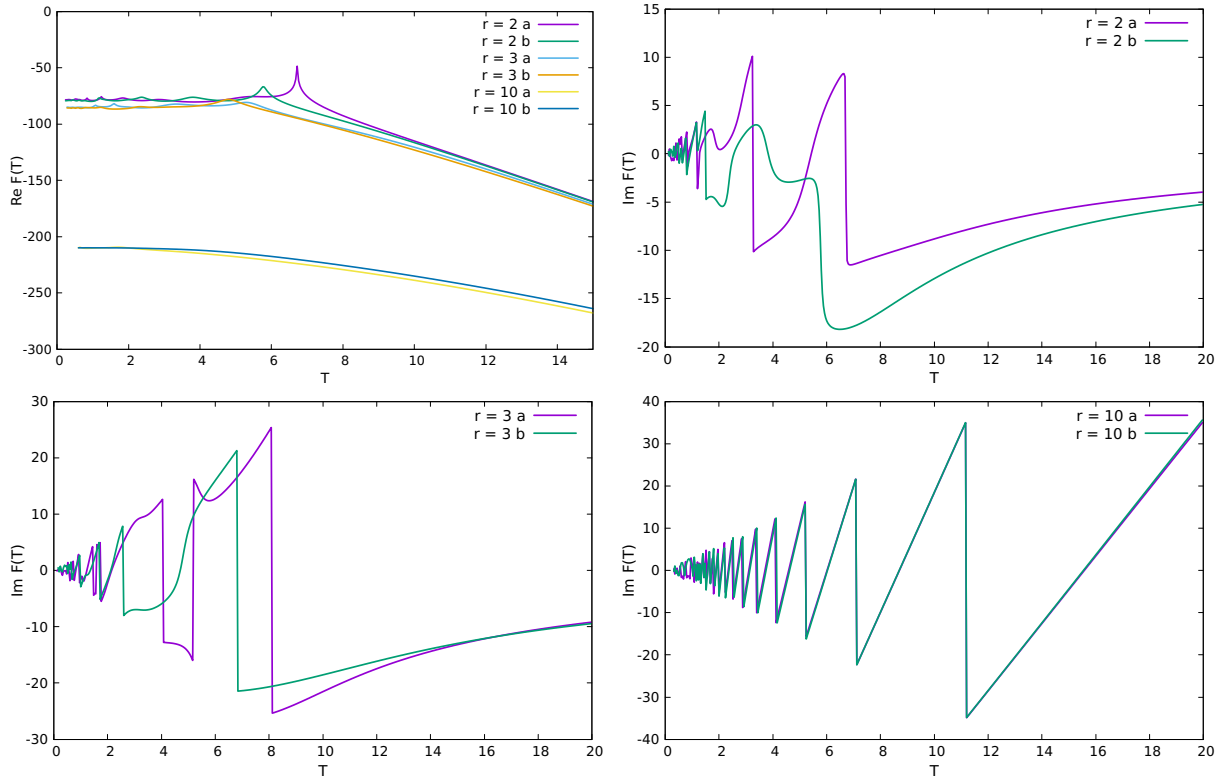 0
-50
-100
-150
-200
-250
-300
0 2 4 6 8 10 12 14
Re F(T)
T
r = 2 a
r = 2 b
r = 3 a
r = 3 b
r = 10 a
r = 10 b
15
10
5
0
-5
-10
-15
-20
0 2 4 6 8 10 12 14 16 18 20
Im F(T)
T
r = 2 a
r = 2 b
30
20
10
0
-10
-20
-30
0 2 4 6 8 10 12 14 16 18 20
Im F(T)
T
r = 3 a
r = 3 b
40
30
20
10
0
-10
-20
-30
-40
0 2 4 6 8 10 12 14 16 18 20
Im F(T)
T
r = 10 a
r = 10 b